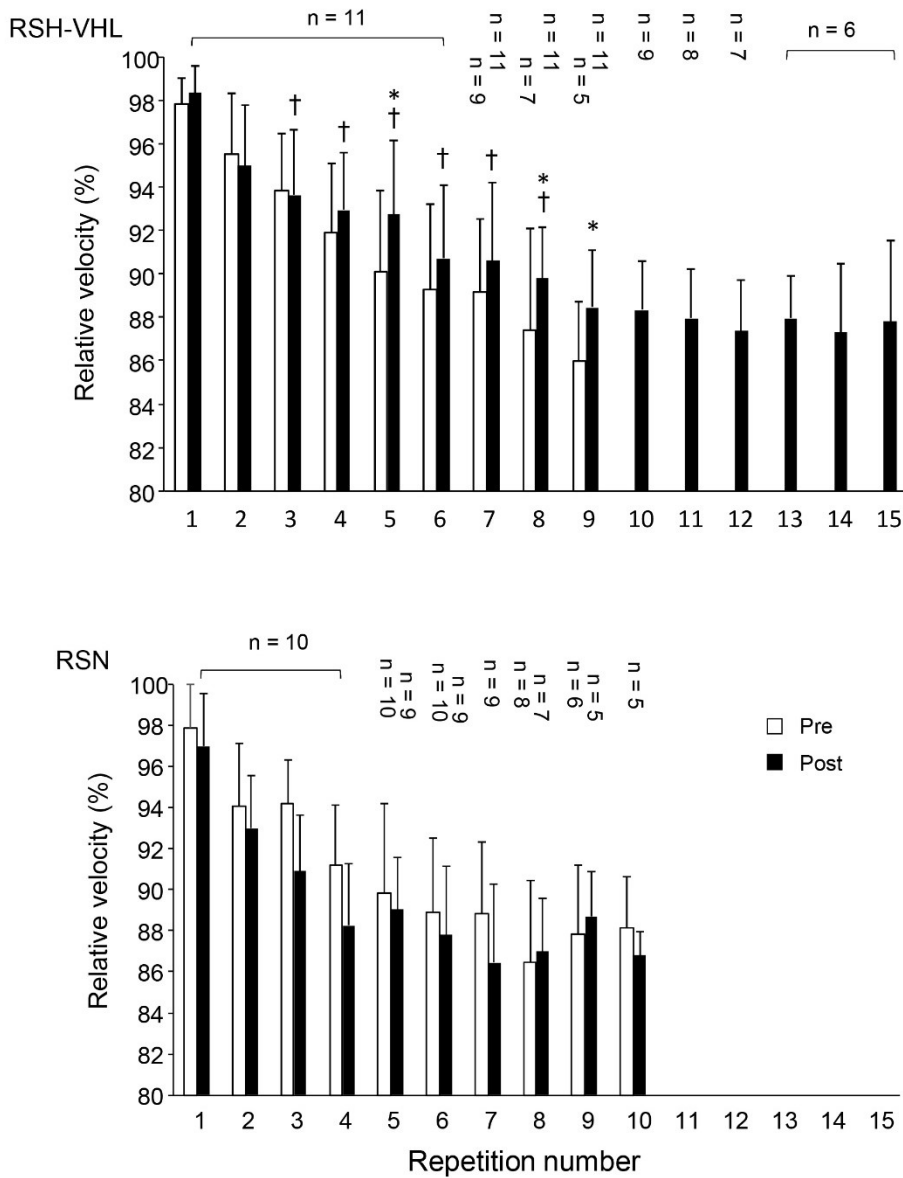 RSH-VHL
n = 11
n = 9
n = 11
n = 7
n = 11
n = 5
n = 11
n = 9
n = 8
n = 7
n = 6
Relative velocity (%)
100
98
96
94
92
90
88
86
84
82
80
†
†
*
†
†
†
*
†
*
1 2 3 4 5 6 7 8 9 10 11 12 13 14 15
RSN
n = 10
n = 10
n = 9
n = 10
n = 9
n = 9
n = 8
n = 7
n = 6
n = 5
n = 5
Relative velocity (%)
100
98
96
94
92
90
88
86
84
82
80
Pre
Post
1 2 3 4 5 6 7 8 9 10 11 12 13 14 15
Repetition number